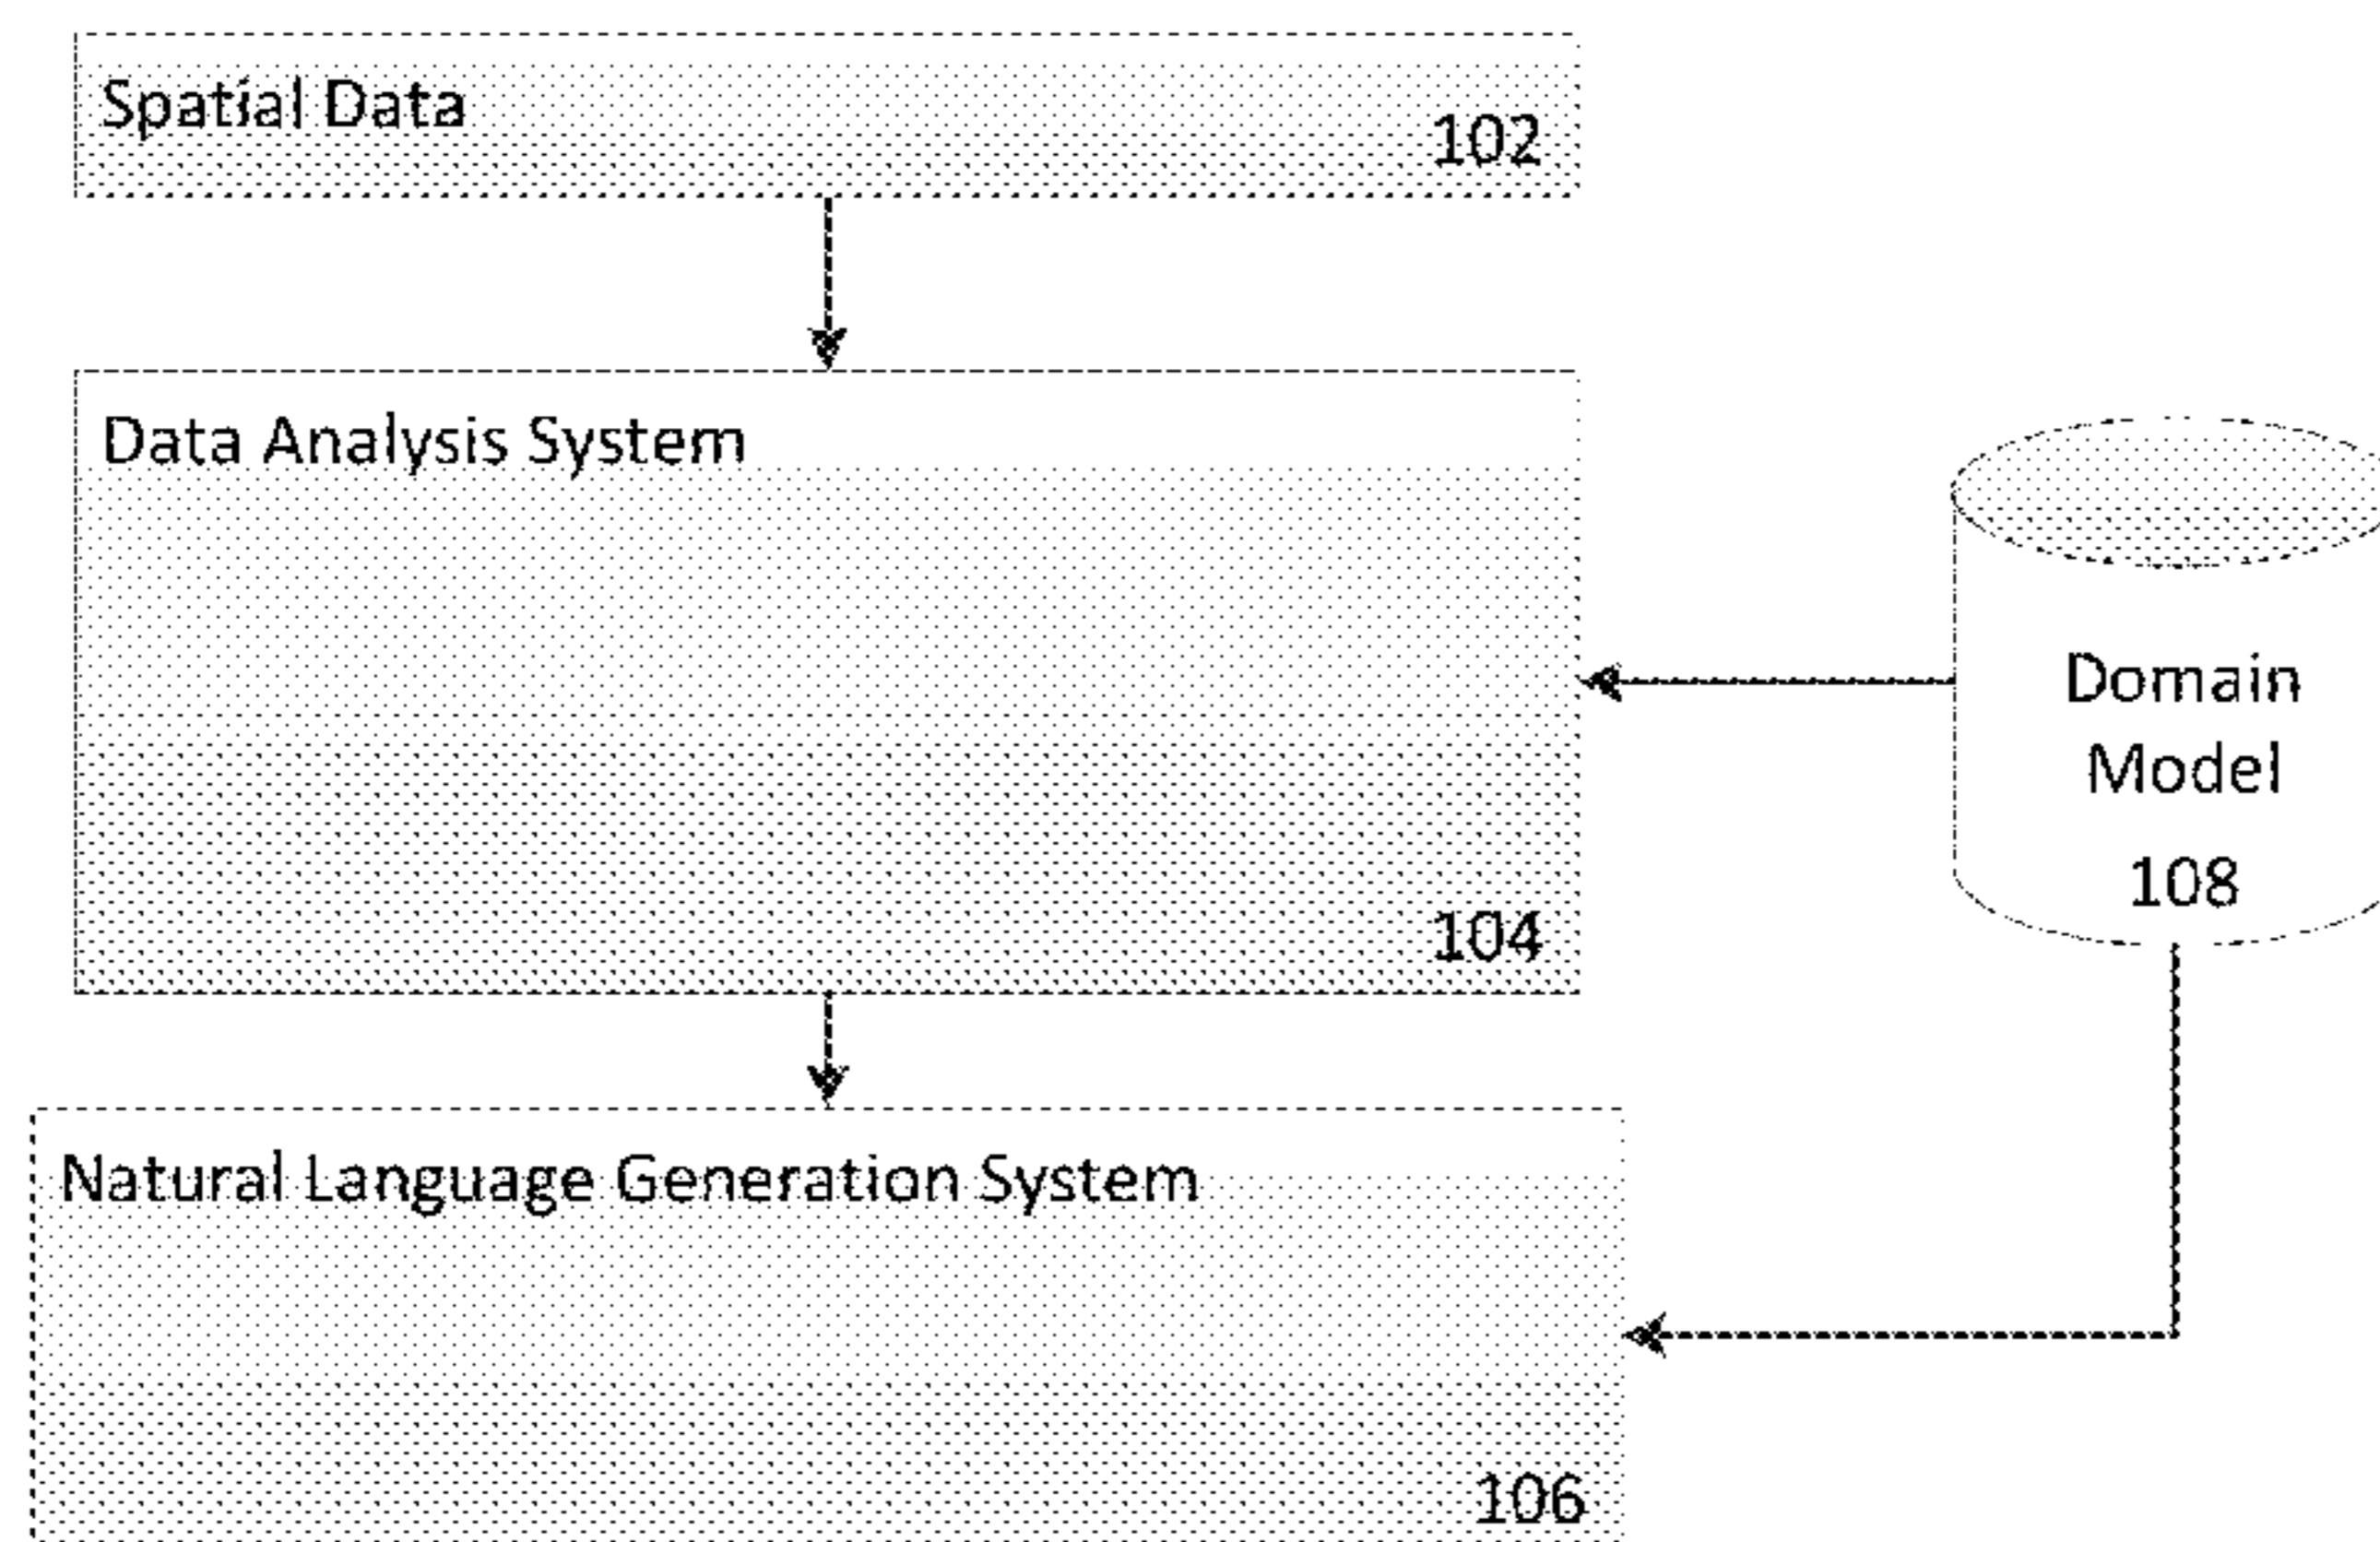 Spatial Data
102
Data Analysis System
104
Domain
Model
108
Natural Language Generation System
106